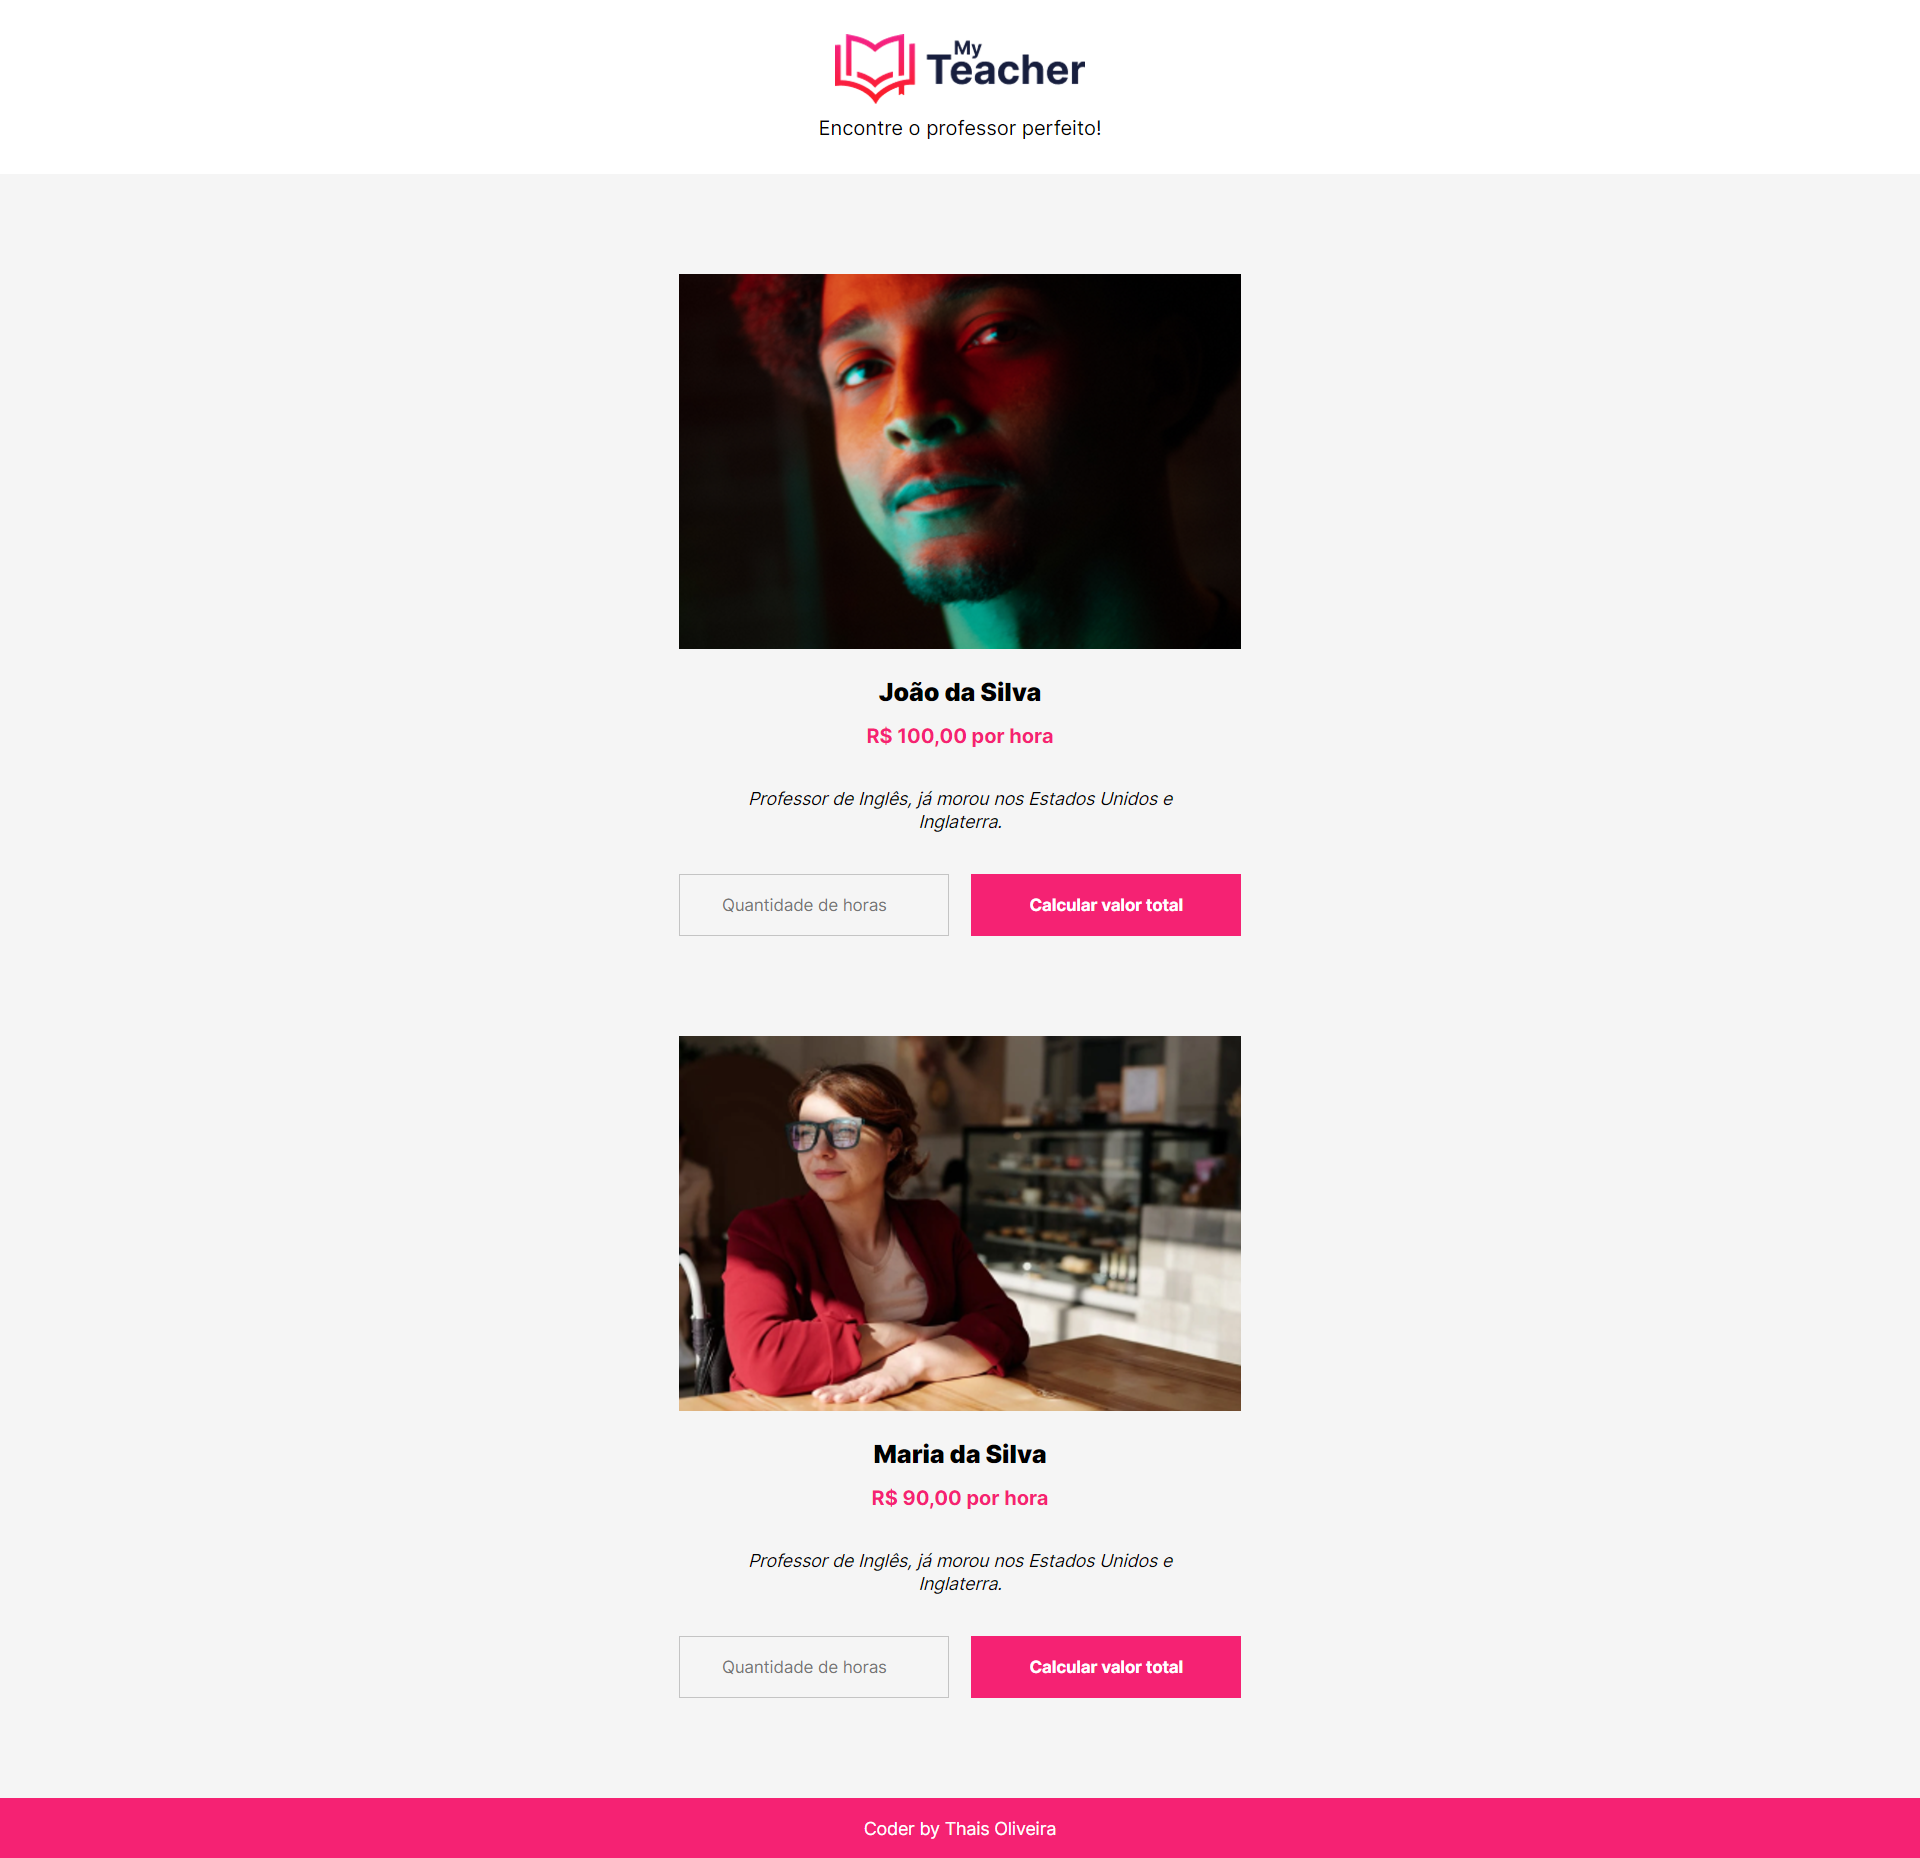 My
Teacher
Encontre o professor perfeito!
João da Silva
R$ 100,00 por hora
Professor de Inglês, já morou nos Estados Unidos e
Inglaterra.
Quantidade de horas
Calcular valor total
Maria da Silva
R$ 90,00 por hora
Professor de Inglês, já morou nos Estados Unidos e
Inglaterra.
Quantidade de horas
Calcular valor total
Coder by Thais Oliveira